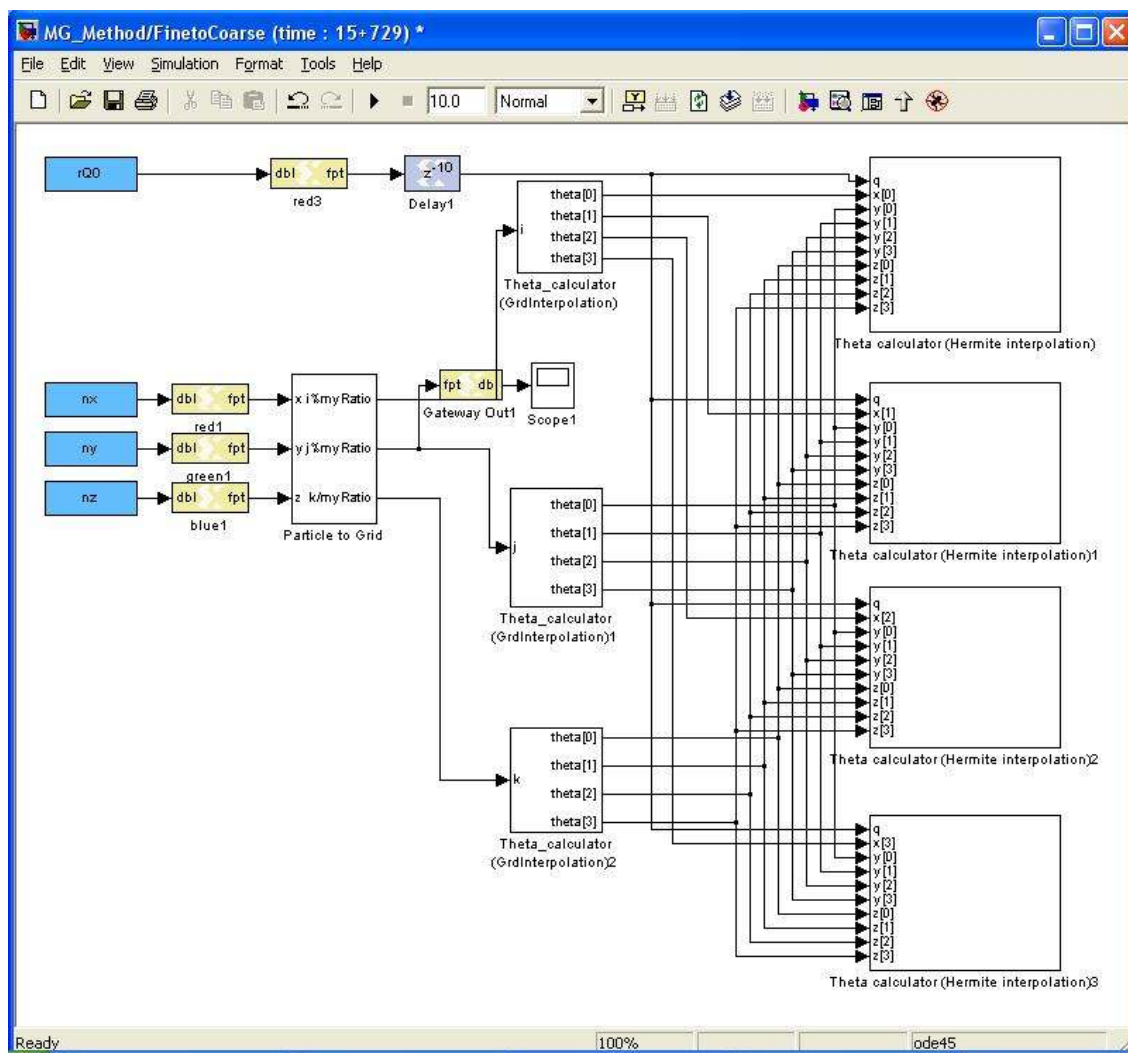 MG_Method/FinetoCoarse (time : 15+729) *
File Edit View Simulation Format Tools Help
10.0 Normal
rQ0
dbl fpt
red3
z-10
Delay1
i
theta[0]
theta[1]
theta[2]
theta[3]
Theta_calculator
(GrdInterpolation)
q
x[0]
y[0]
y[1]
y[2]
y[3]
z[0]
z[1]
z[2]
z[3]
Theta calculator (Hermite interpolation)
nx
dbl fpt
red1
ny
dbl fpt
green1
nz
dbl fpt
blue1
x i%myRatio
y j%myRatio
z k/myRatio
Particle to Grid
fpt db
Gateway Out1
Scope1
q
x[1]
y[0]
y[1]
y[2]
y[3]
z[0]
z[1]
z[2]
z[3]
Theta calculator (Hermite interpolation)1
j
theta[0]
theta[1]
theta[2]
theta[3]
Theta_calculator
(GrdInterpolation)1
q
x[2]
y[0]
y[1]
y[2]
y[3]
z[0]
z[1]
z[2]
z[3]
Theta calculator (Hermite interpolation)2
k
theta[0]
theta[1]
theta[2]
theta[3]
Theta_calculator
(GrdInterpolation)2
q
x[3]
y[0]
y[1]
y[2]
y[3]
z[0]
z[1]
z[2]
z[3]
Theta calculator (Hermite interpolation)3
Ready 100% ode45